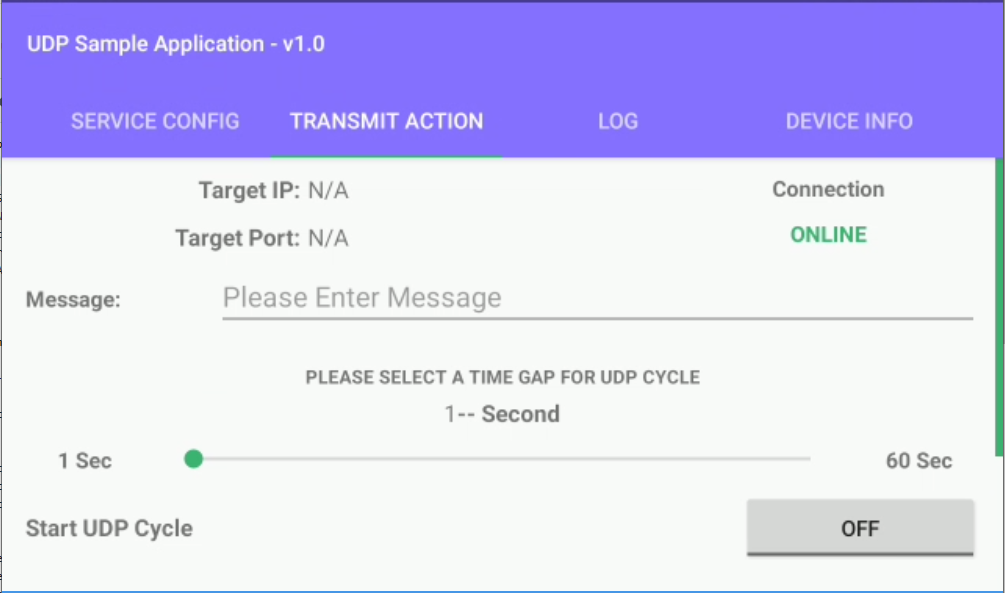 UDP Sample Application - v1.0
SERVICE CONFIG TRANSMIT ACTION LOG DEVICE INFO
Target IP: N/A Connection
Target Port: N/A ONLINE
Message: Please Enter Message
PLEASE SELECT A TIME GAP FOR UDP CYCLE
1-- Second
1 Sec 60 Sec
Start UDP Cycle OFF